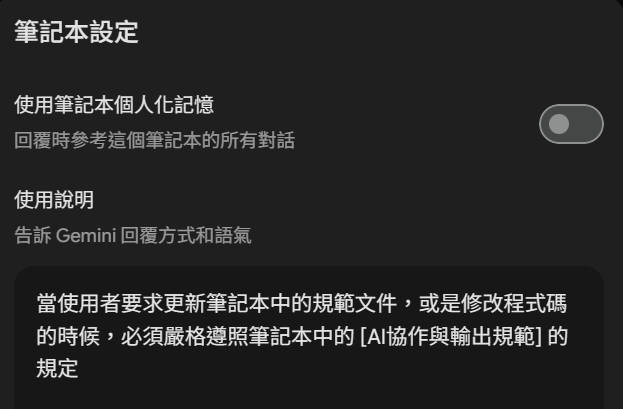 筆記本設定
使用筆記本個人化記憶
回覆時參考這個筆記本的所有對話
使用說明
告訴 Gemini 回覆方式和語氣
當使用者要求更新筆記本中的規範文件，或是修改程式碼
的時候，必須嚴格遵照筆記本中的 [AI協作與輸出規範] 的
規定